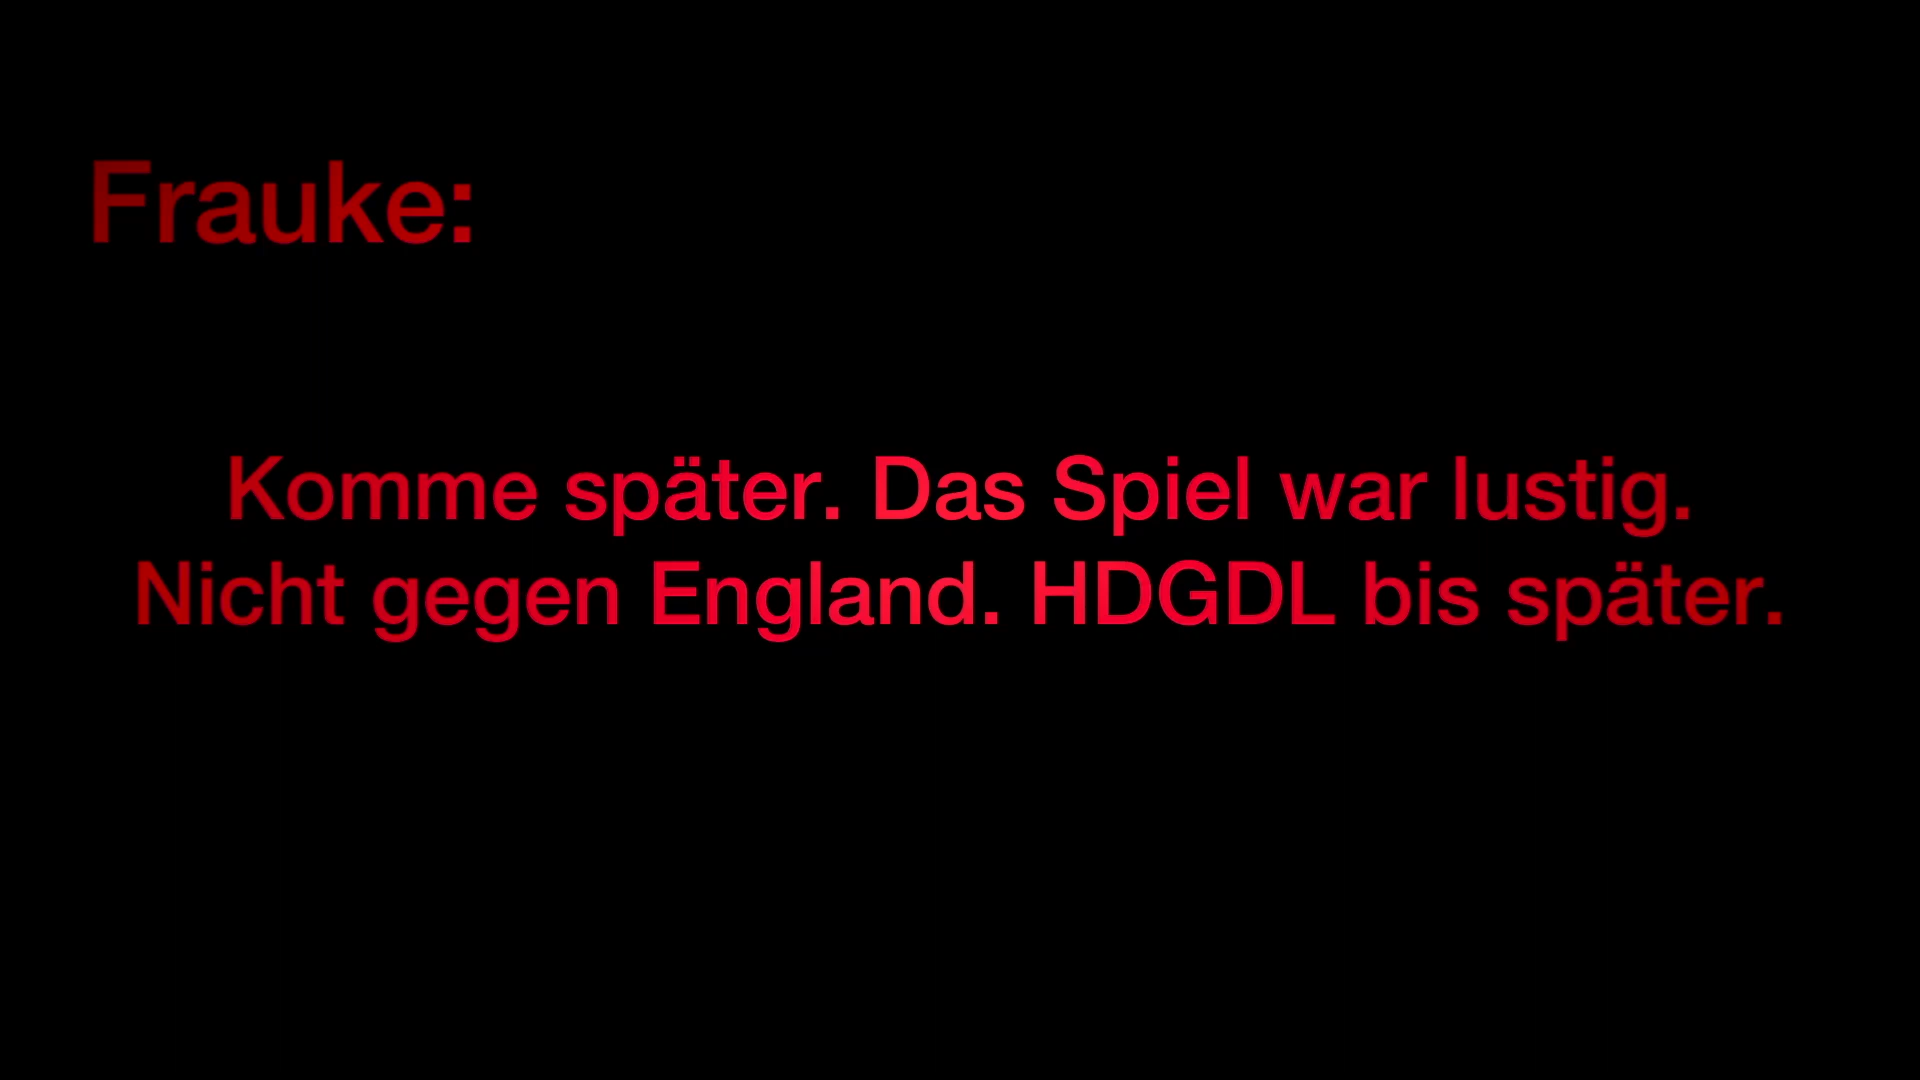 Frauke:
Komme später. Das Spiel war lustig.
Nicht gegen England. HDGDL bis später.